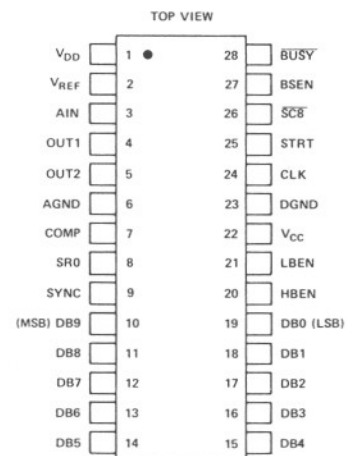 TOP VIEW
VDD 1 28 BUSY
VREF 2 27 BSEN
AIN 3 26 SC8
OUT1 4 25 STRT
OUT2 5 24 CLK
AGND 6 23 DGND
COMP 7 22 VCC
SR0 8 21 LBEN
SYNC 9 20 HBEN
(MSB) DB9 10 19 DB0 (LSB)
DB8 11 18 DB1
DB7 12 17 DB2
DB6 13 16 DB3
DB5 14 15 DB4